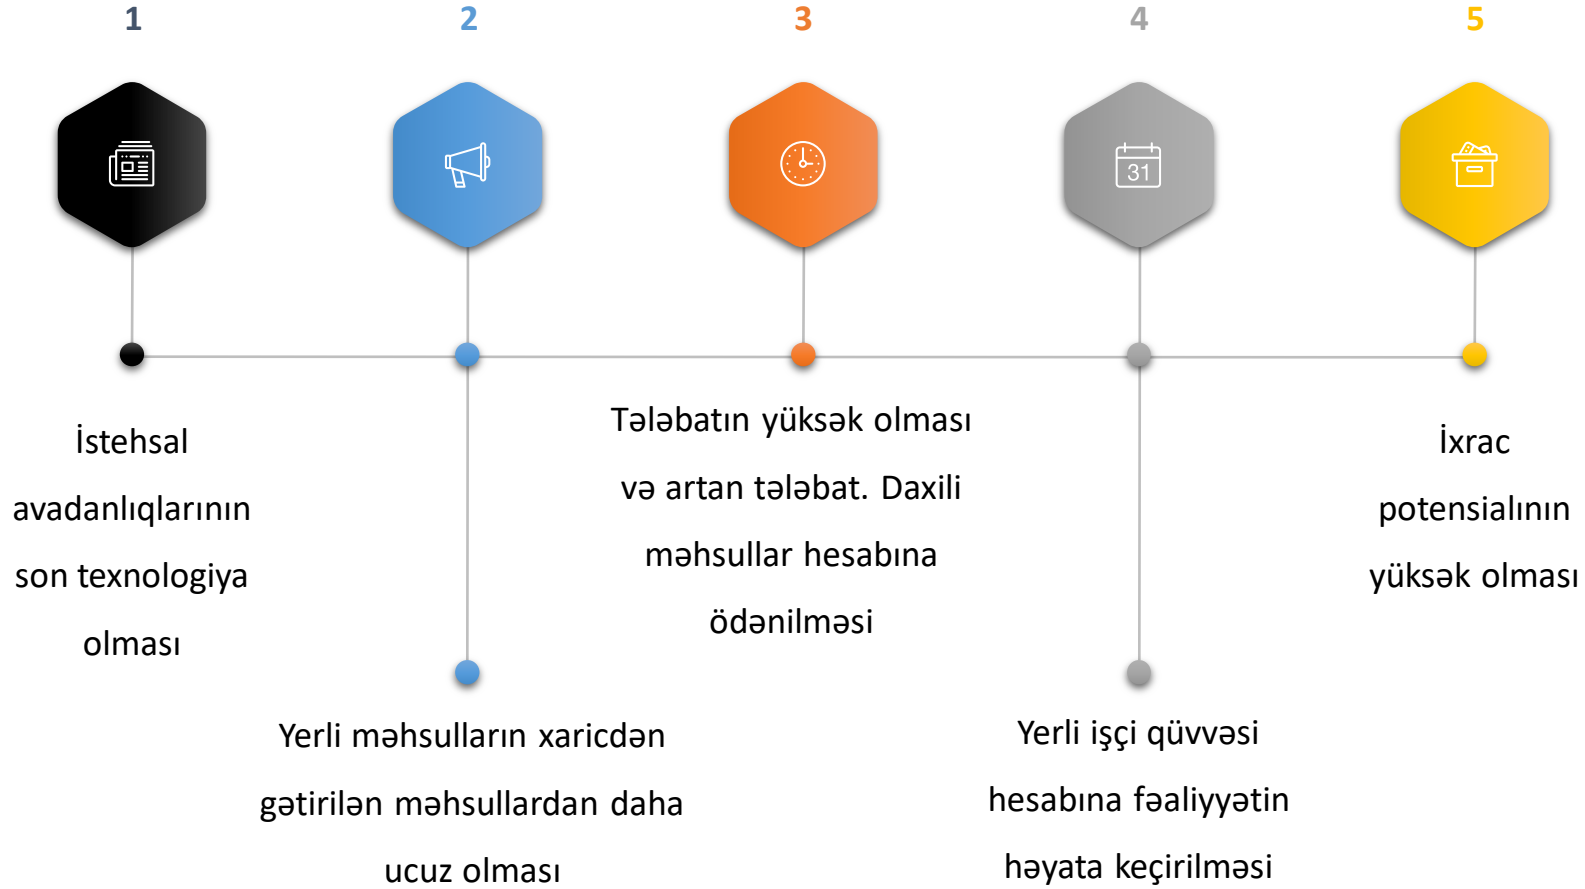 1
2
3
4
5
31
İstehsal
avadanlıqlarının
son texnologiya
olması
Yerli məhsulların xaricdən
gətirilən məhsullardan daha
ucuz olması
Tələbatın yüksək olması
və artan tələbat. Daxili
məhsullar hesabına
ödənilməsi
Yerli işçi qüvvəsi
hesabına fəaliyyətin
həyata keçirilməsi
İxrac
potensialının
yüksək olması